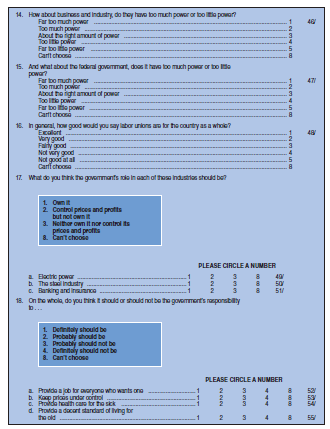 14. How about business and industry, do they have too much power or too little power?
Far too much power 1 46/
Too much power 2
About the right amount of power 3
Too little power 4
Far too little power 5
Can't choose 8
15. And what about the federal government, does it have too much power or too little
power?
Far too much power 1 47/
Too much power 2
About the right amount of power 3
Too little power 4
Far too little power 5
Can't choose 8
16. In general, how good would you say labor unions are for the country as a whole?
Excellent 1 48/
Very good 2
Fairly good 3
Not very good 4
Not good at all 5
Can't choose 8
17. What do you think the government's role in each of these industries should be?
1. Own it
2. Control prices and profits
but not own it
3. Neither own it nor control its
prices and profits
8. Can't choose
PLEASE CIRCLE A NUMBER
a. Electric power 1 2 3 8 49/
b. The steel industry 1 2 3 8 50/
c. Banking and insurance 1 2 3 8 51/
18. On the whole, do you think it should or should not be the government's responsibility
to . . .
1. Definitely should be
2. Probably should be
3. Probably should not be
4. Definitely should not be
8. Can't choose
PLEASE CIRCLE A NUMBER
a. Provide a job for everyone who wants one 1 2 3 4 8 52/
b. Keep prices under control 1 2 3 4 8 53/
c. Provide health care for the sick 1 2 3 4 8 54/
d. Provide a decent standard of living for
the old 1 2 3 4 8 55/